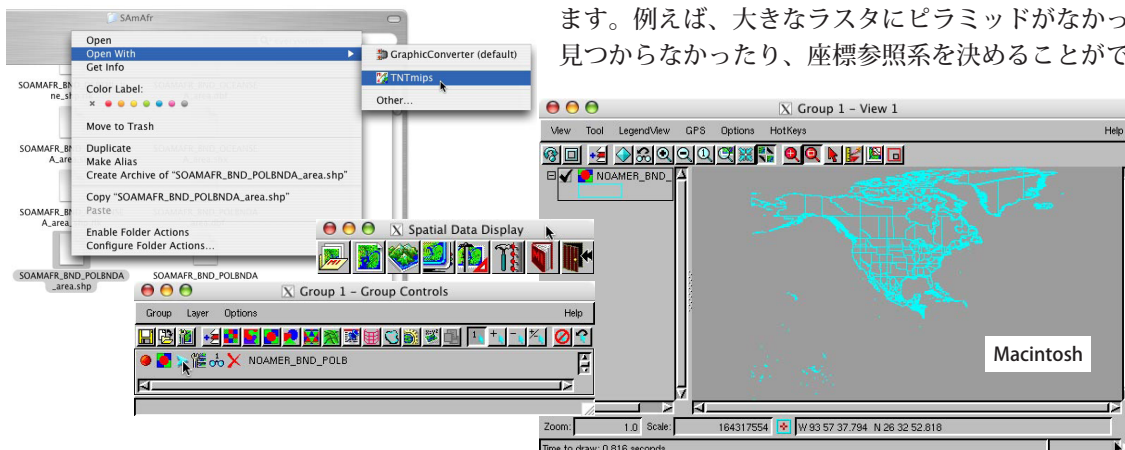 ます。例えば、大きなラスタにピラミッドがなかっ
見つからなかったり、座標参照系を決めることがで
SAmAfr
Open
Open With
Get Info
Color Label:
Move to Trash
Duplicate
Make Alias
Create Archive of "SOAMAFR_BND_POLBNDA_area.shp"
Copy "SOAMAFR_BND_POLBNDA_area.shp"
Paste
Enable Folder Actions
Configure Folder Actions...
GraphicConverter (default)
TNTmips
Other...
SOAMAFR_BN
ne_sh
SOAMAFR_BN
A_are
SOAMAFR_BN
A_area
SOAMAFR_BND_POLBNDA
_area.shp
SOAMAFR_BND_POLBNDA
Spatial Data Display
Group 1 - Group Controls
Group Layer Options Help
NOAMER_BND_POLB
Group 1 - View 1
View Tool LegendView GPS Options HotKeys Help
NOAMER_BND_
Macintosh
Zoom: 1.0 Scale: 164317554 W 93 57 37.794 N 26 32 52.818
Time to draw: 0.816 seconds